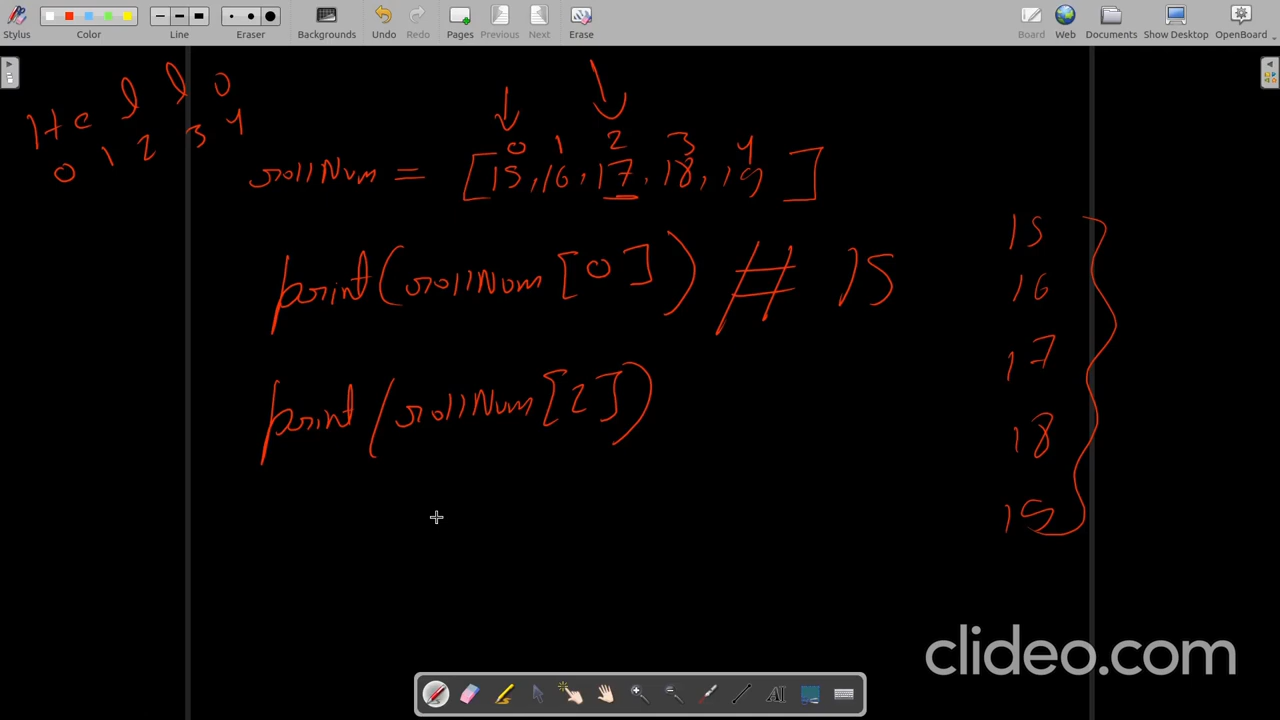 Stylus Color Line Eraser Backgrounds Undo Redo Pages Previous Next Erase Board Web Documents Show Desktop OpenBoard
Hello
0 1 2 3 4
0 1 2 3 4
rollNum = [15, 16, 17, 18, 19]
print(rollNum[0]) # 15
print(rollNum[2])
15
16
17
18
19
clideo.com